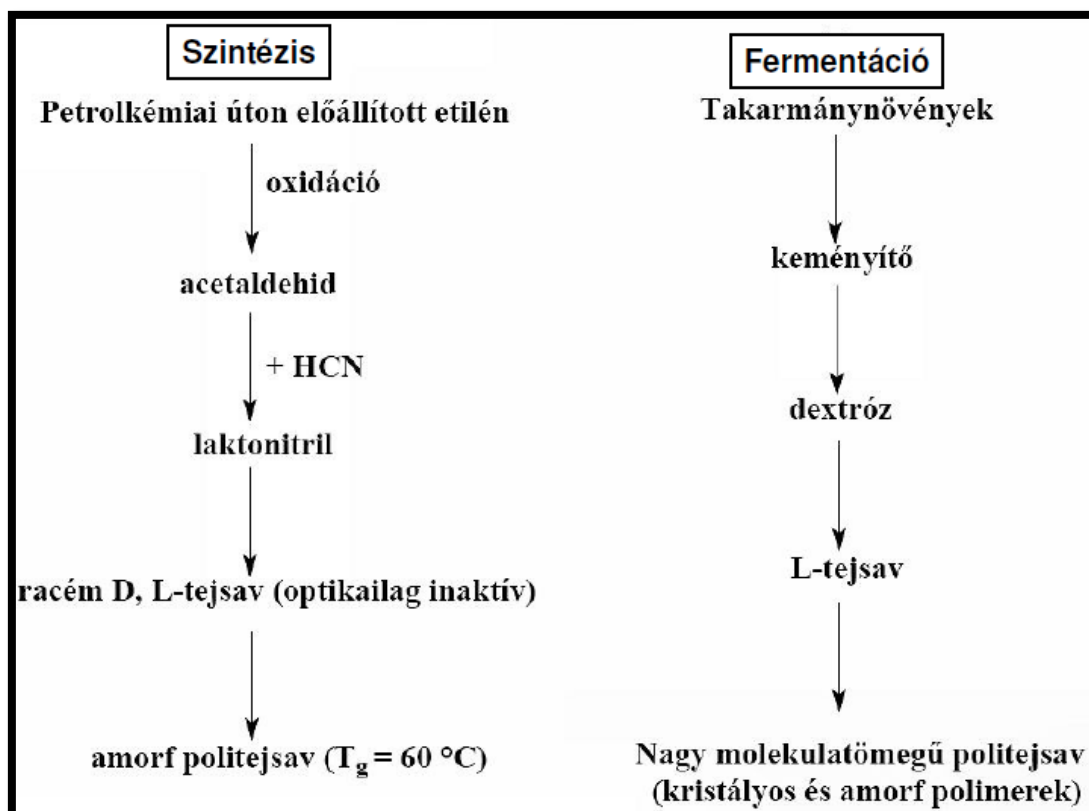 Szintézis
Petrolkémiai úton előállított etilén
oxidáció
acetaldehid
+ HCN
laktonitril
racém D, L-tejsav (optikailag inaktív)
amorf politejsav (Tg = 60 °C)
Fermentáció
Takarmánynövények
keményítő
dextróz
L-tejsav
Nagy molekulatömegű politejsav
(kristályos és amorf polimerek)